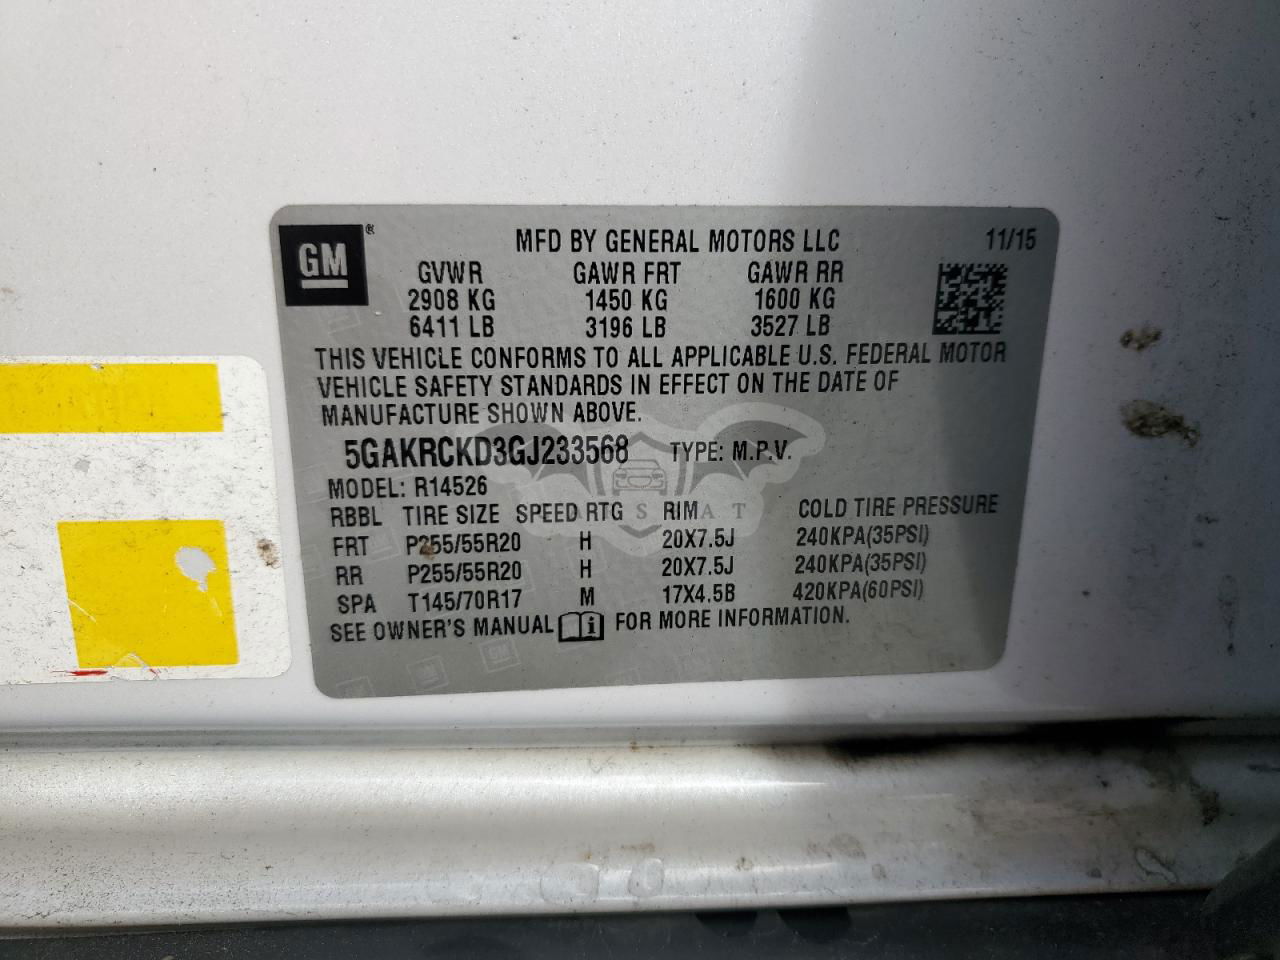 GM ®
MFD BY GENERAL MOTORS LLC 11/15
GVWR GAWR FRT GAWR RR
2908 KG 1450 KG 1600 KG
6411 LB 3196 LB 3527 LB
THIS VEHICLE CONFORMS TO ALL APPLICABLE U.S. FEDERAL MOTOR
VEHICLE SAFETY STANDARDS IN EFFECT ON THE DATE OF
MANUFACTURE SHOWN ABOVE.
5GAKRCKD3GJ233568 TYPE: M.P.V.
MODEL: R14526
RBBL TIRE SIZE SPEED RTG RIM COLD TIRE PRESSURE
FRT P255/55R20 H 20X7.5J 240KPA(35PSI)
RR P255/55R20 H 20X7.5J 240KPA(35PSI)
SPA T145/70R17 M 17X4.5B 420KPA(60PSI)
SEE OWNER'S MANUAL i FOR MORE INFORMATION.